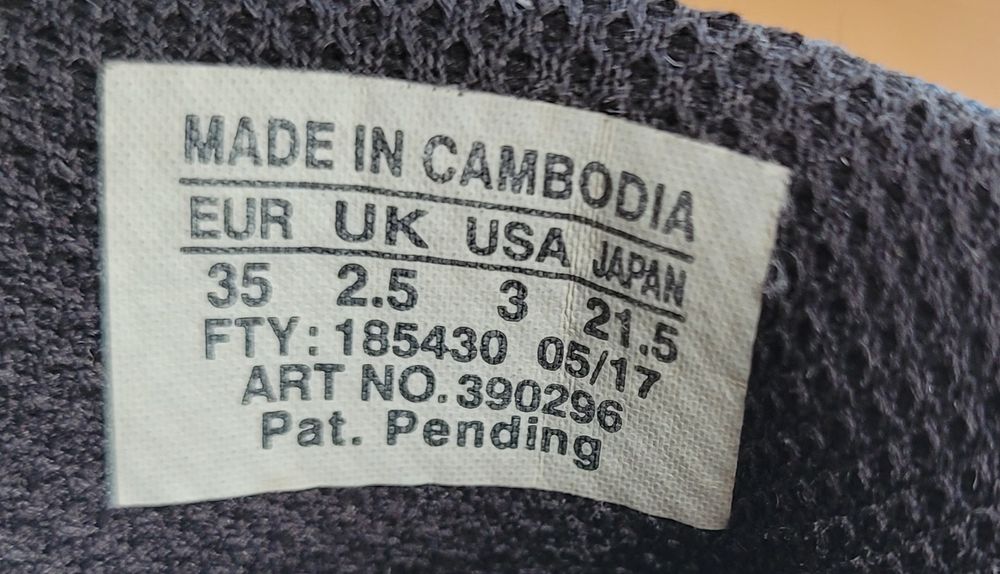 MADE IN CAMBODIA
EUR UK USA JAPAN
35 2.5 3 21.5
FTY: 185430 05/17
ART NO. 390296
Pat. Pending